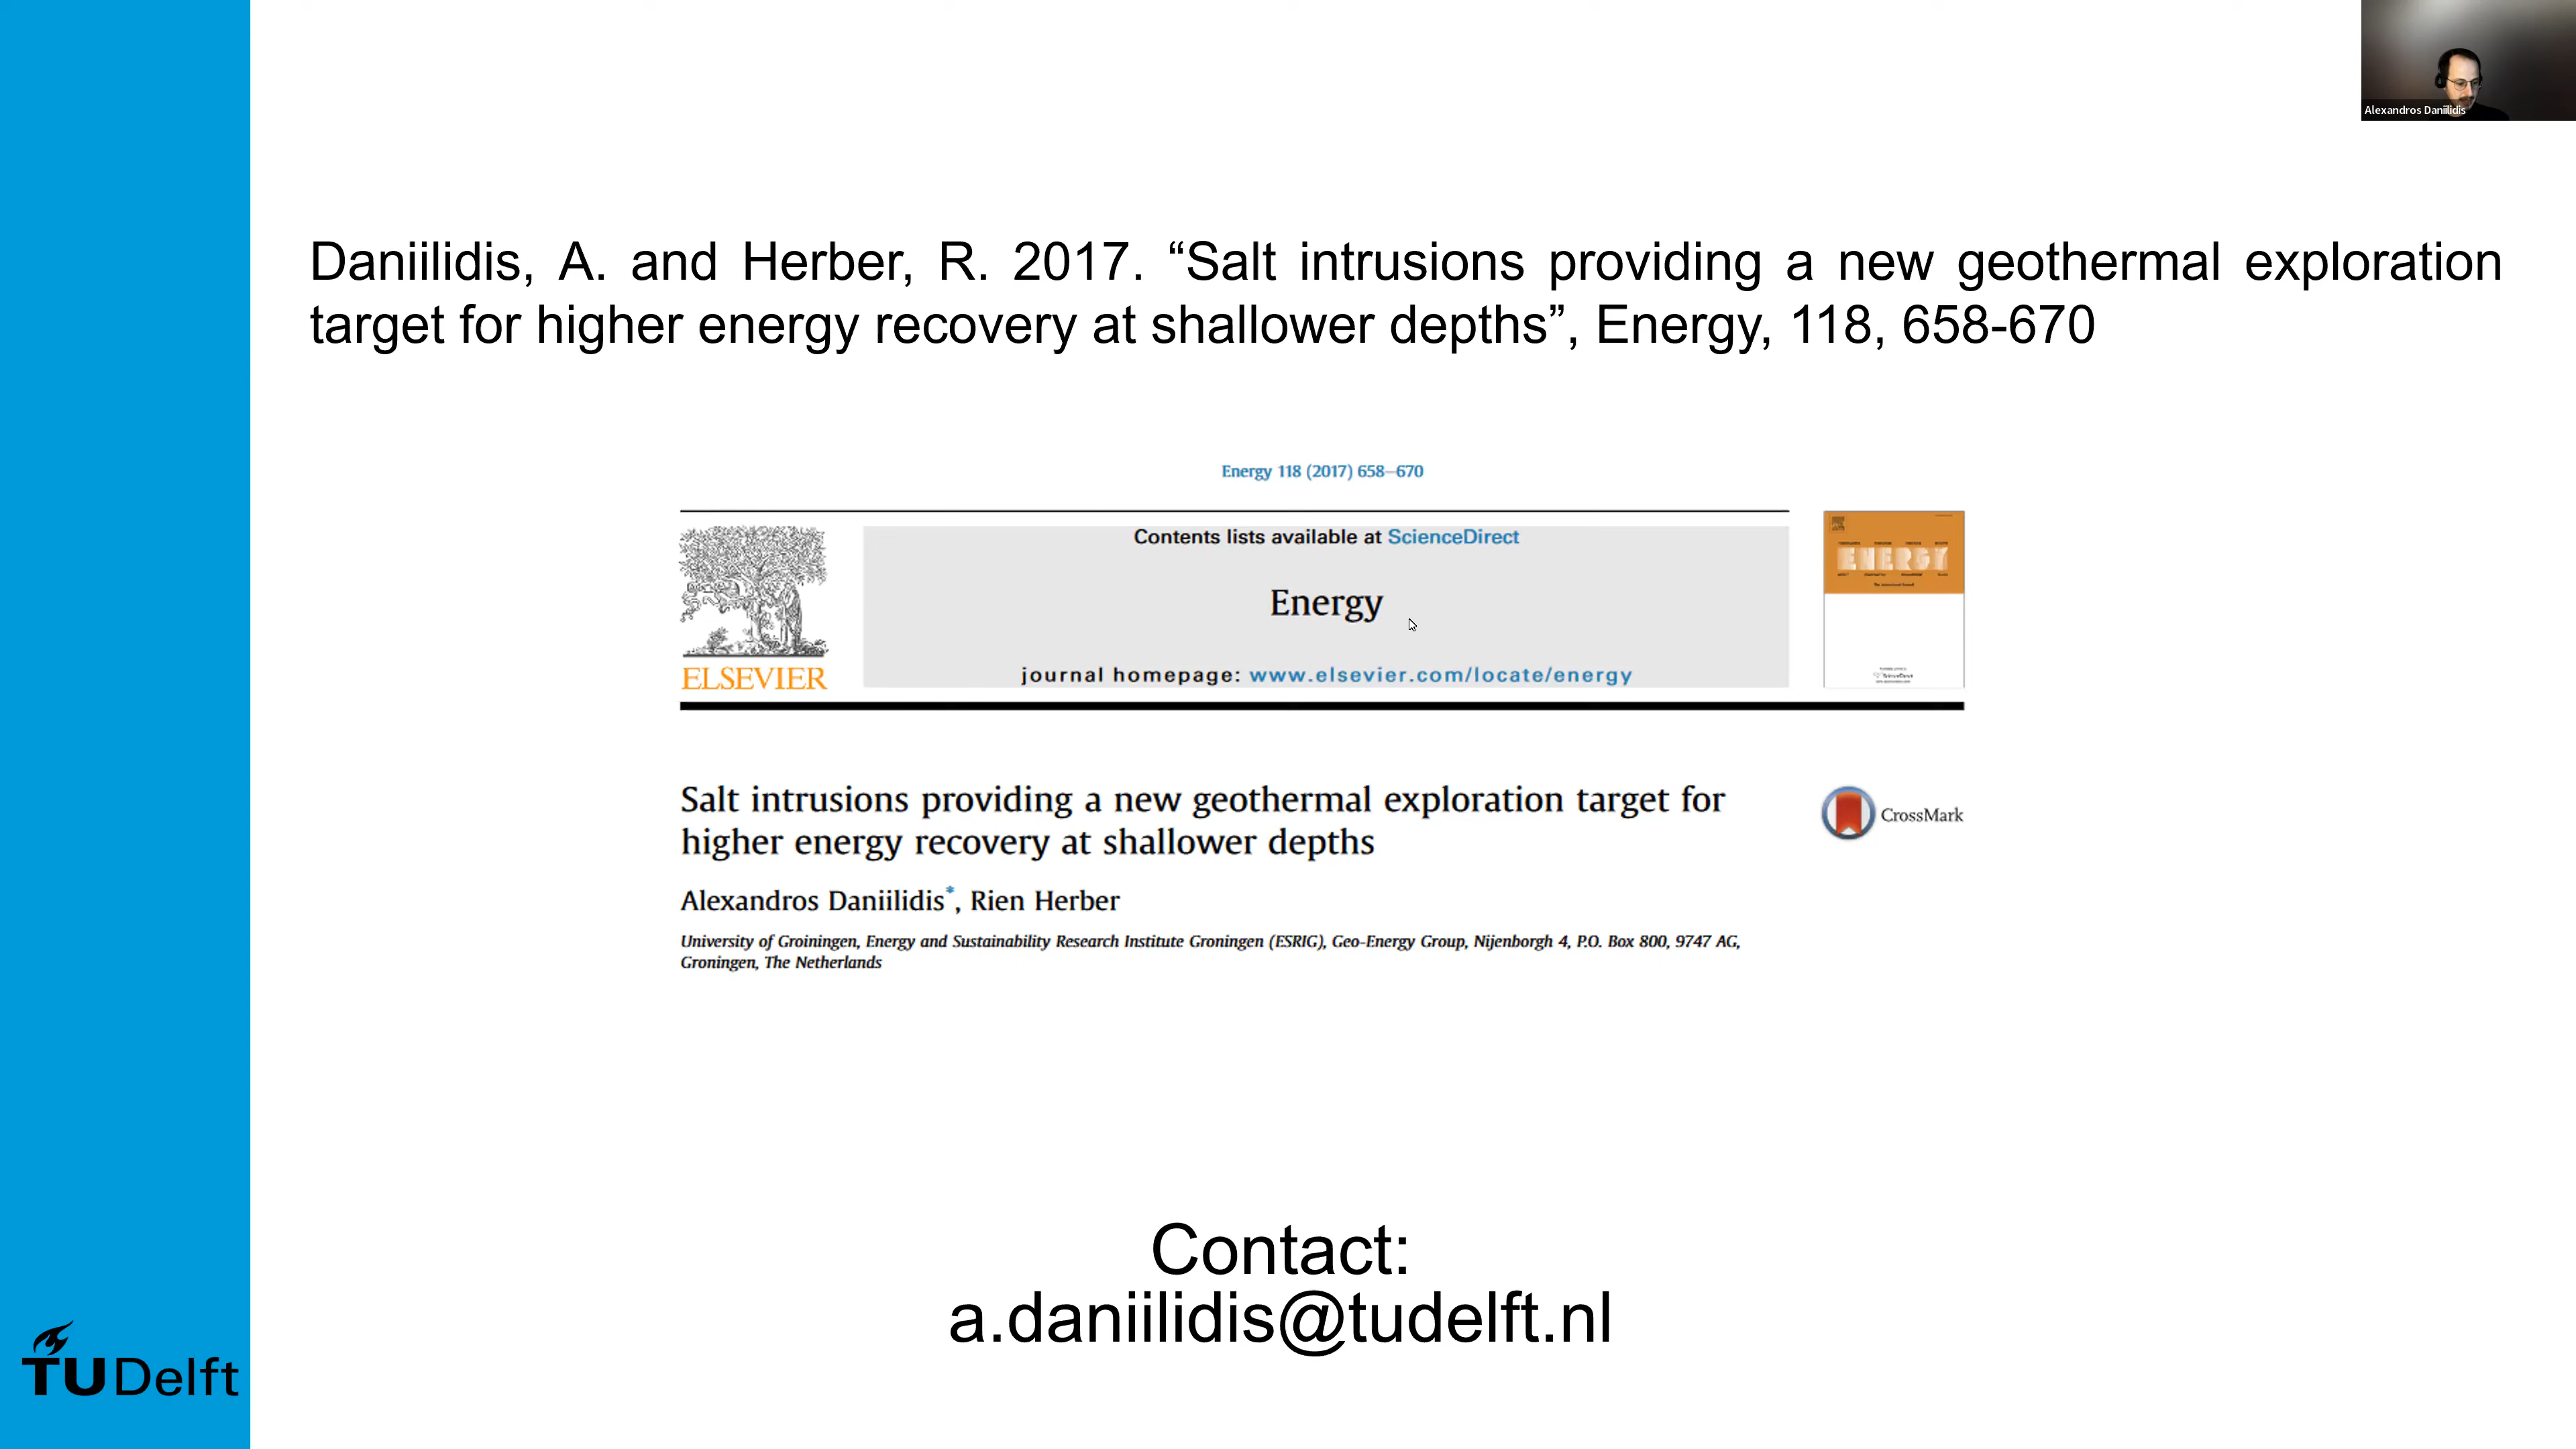 Alexandros Daniilidis
Daniilidis, A. and Herber, R. 2017. “Salt intrusions providing a new geothermal exploration
target for higher energy recovery at shallower depths”, Energy, 118, 658-670
Energy 118 (2017) 658–670
Contents lists available at ScienceDirect
Energy
journal homepage: www.elsevier.com/locate/energy
ELSEVIER
ENERGY
Salt intrusions providing a new geothermal exploration target for
higher energy recovery at shallower depths
CrossMark
Alexandros Daniilidis*, Rien Herber
University of Groiningen, Energy and Sustainability Research Institute Groningen (ESRIG), Geo-Energy Group, Nijenborgh 4, P.O. Box 800, 9747 AG,
Groningen, The Netherlands
Contact:
a.daniilidis@tudelft.nl
TUDelft